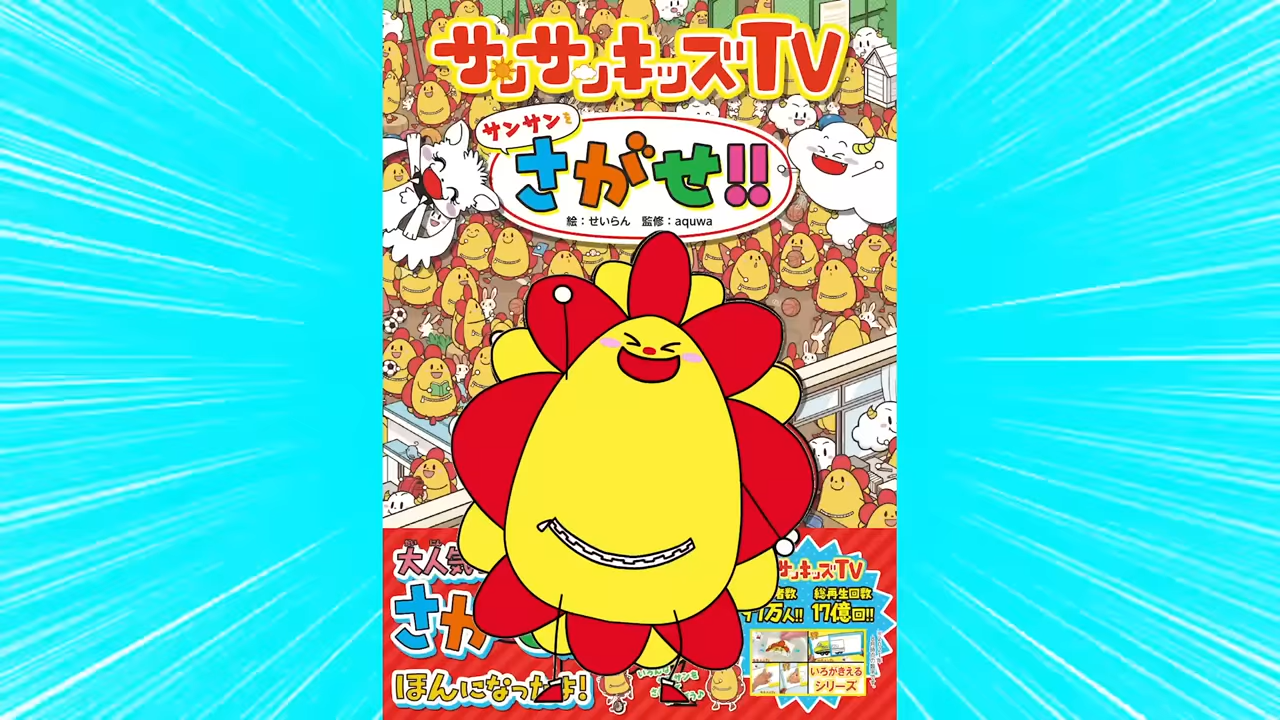 サンサンキッズTV
サンサンを
さがせ!!
絵：せいらん 監修：aquwa
大人気
さが
ほんになったよ!
サンキッズTV
者数 総再生回数
万人!! 17億回!!
いろがきえる
シリーズ